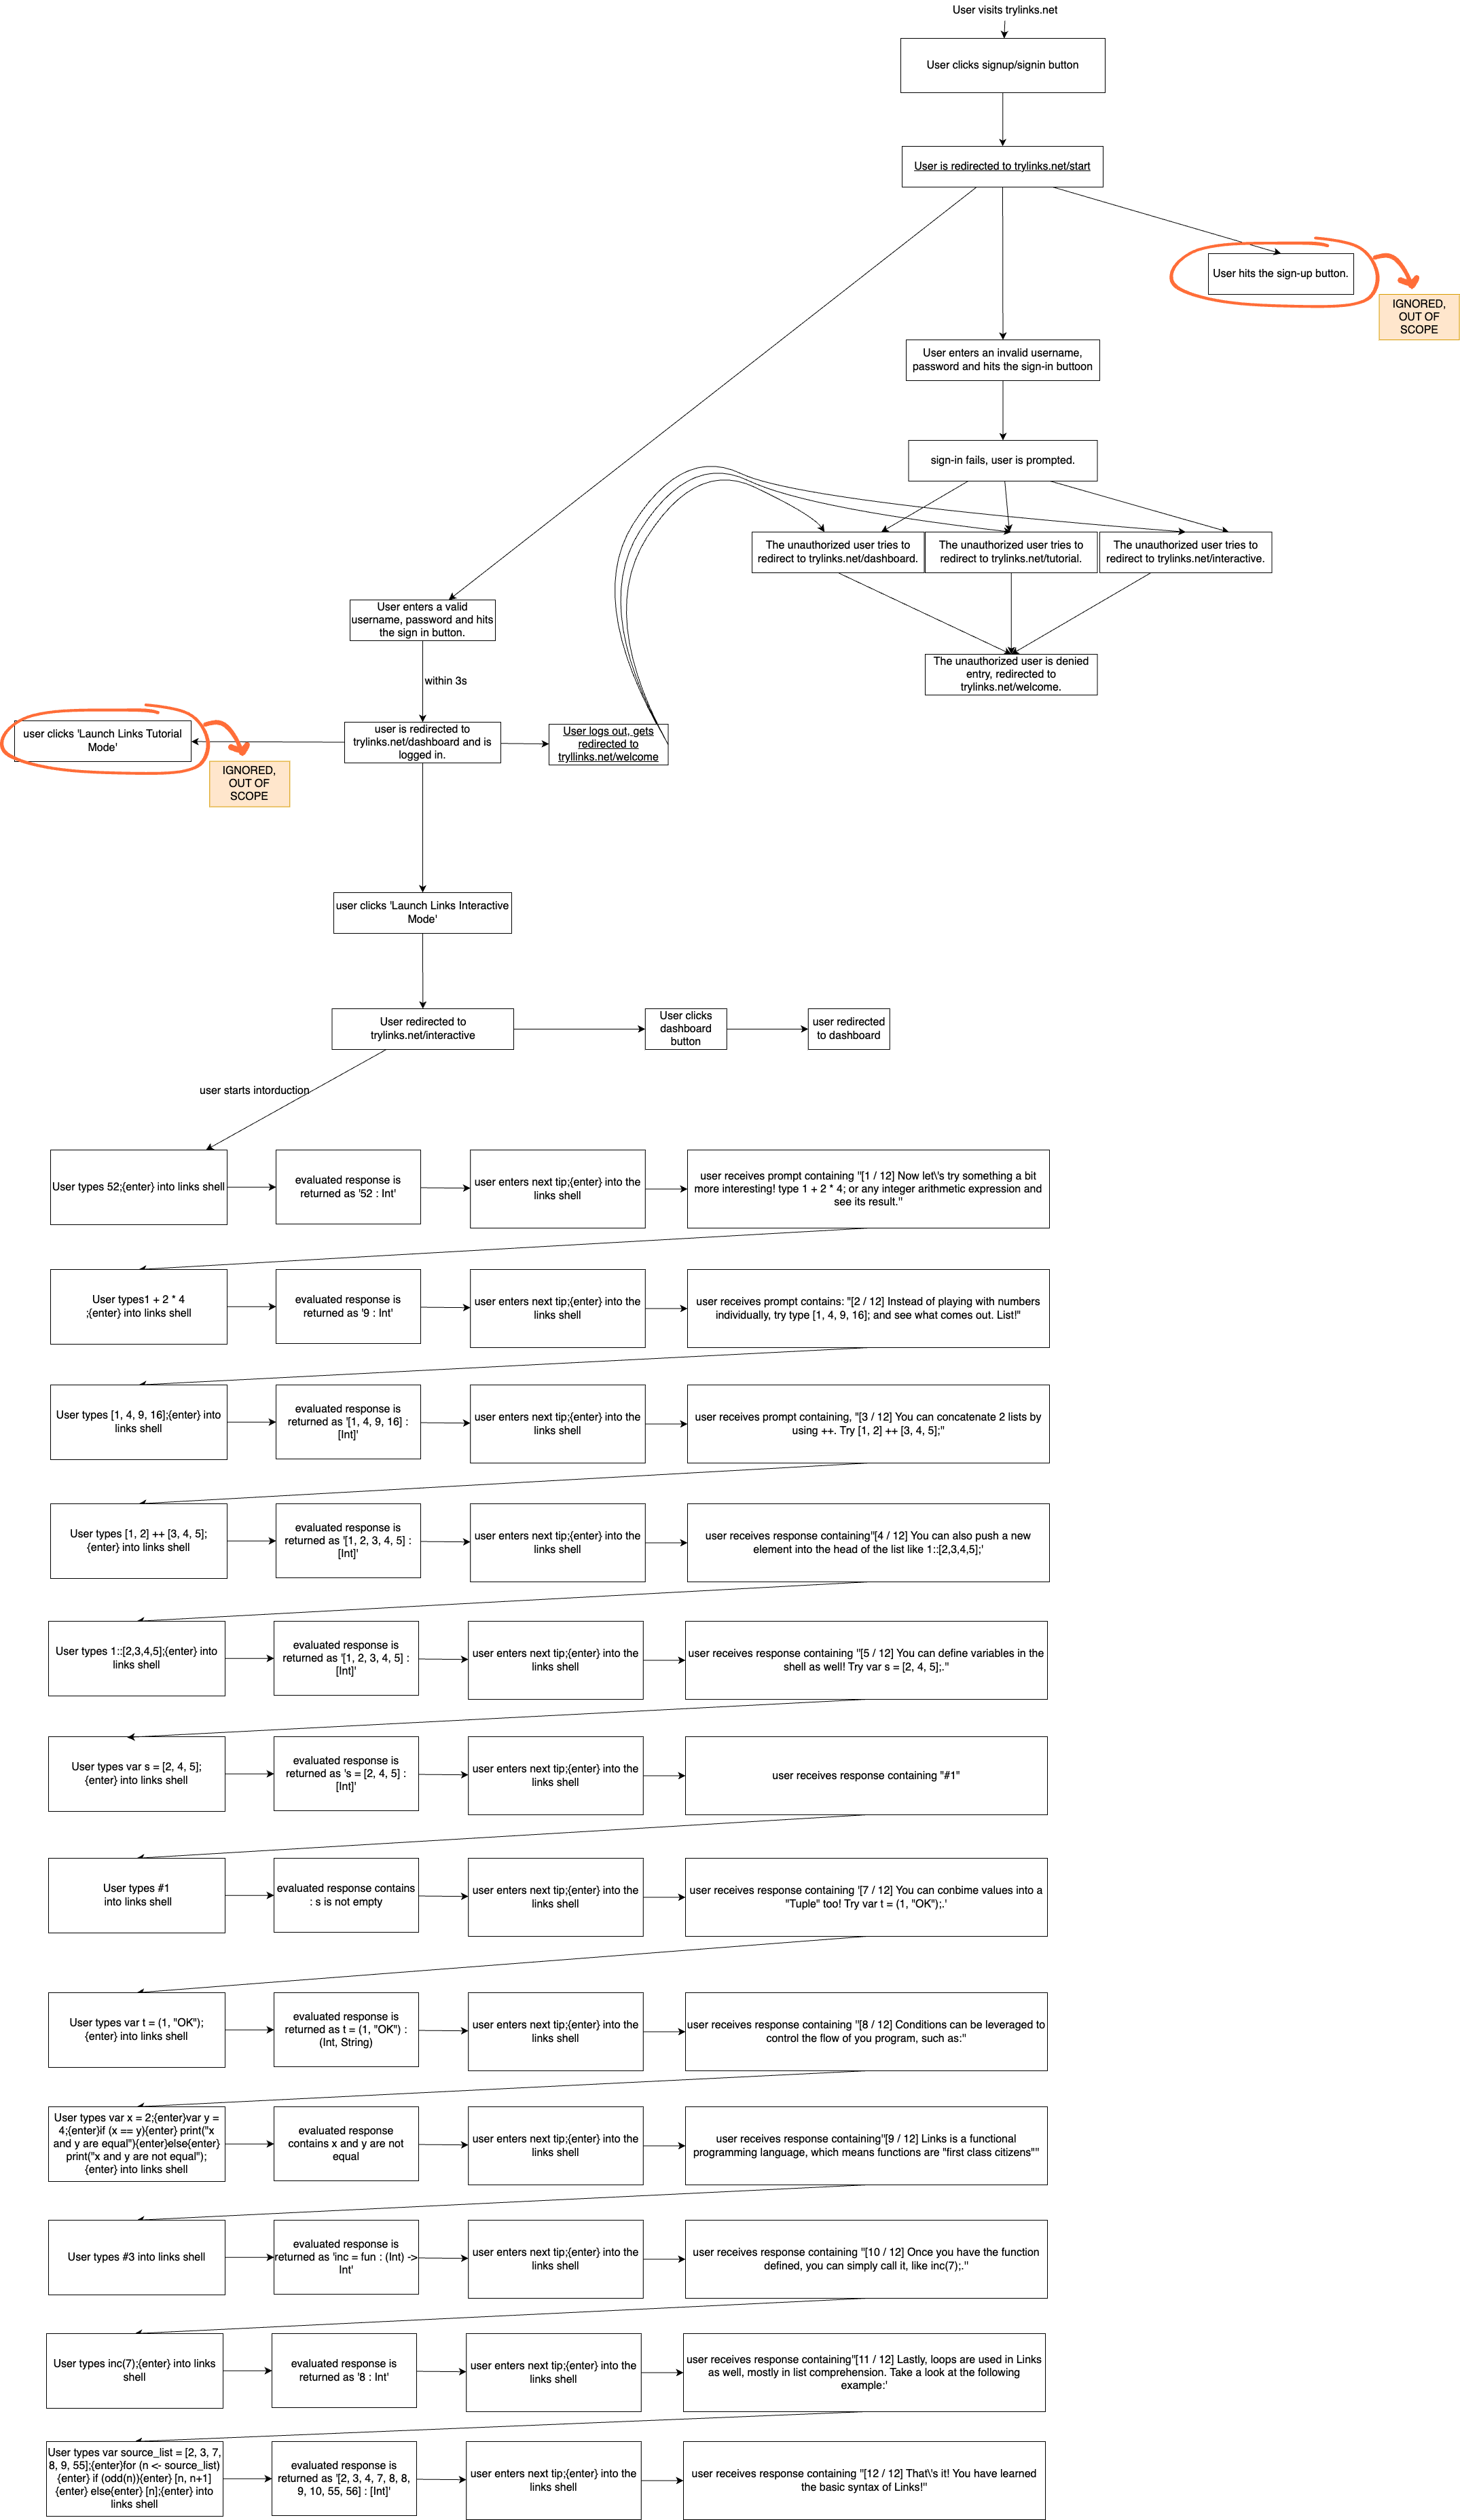 User visits trylinks.net
User clicks signup/signin button
User is redirected to trylinks.net/start
User hits the sign-up button.
IGNORED,
OUT OF
SCOPE
User enters an invalid username,
password and hits the sign-in buttoon
sign-in fails, user is prompted.
The unauthorized user tries to
redirect to trylinks.net/dashboard.
The unauthorized user tries to
redirect to trylinks.net/tutorial.
The unauthorized user tries to
redirect to trylinks.net/interactive.
User enters a valid
username, password and hits
the sign in button.
The unauthorized user is denied
entry, redirected to
trylinks.net/welcome.
within 3s
user clicks 'Launch Links Tutorial
Mode'
user is redirected to
trylinks.net/dashboard and is
logged in.
User logs out, gets
redirected to
tryllinks.net/welcome
IGNORED,
OUT OF
SCOPE
user clicks 'Launch Links Interactive
Mode'
User redirected to
trylinks.net/interactive
User clicks
dashboard
button
user redirected
to dashboard
user starts intorduction
User types 52;{enter} into links shell
evaluated response is
returned as '52 : Int'
user enters next tip;{enter} into the
links shell
user receives prompt containing "[1 / 12] Now let\'s try something a bit
more interesting! type 1 + 2 * 4; or any integer arithmetic expression and
see its result."
User types1 + 2 * 4
;{enter} into links shell
evaluated response is
returned as '9 : Int'
user enters next tip;{enter} into the
links shell
user receives prompt contains: "[2 / 12] Instead of playing with numbers
individually, try type [1, 4, 9, 16]; and see what comes out. List!"
User types [1, 4, 9, 16];{enter} into
links shell
evaluated response is
returned as '[1, 4, 9, 16] :
[Int]'
user enters next tip;{enter} into the
links shell
user receives prompt containing, "[3 / 12] You can concatenate 2 lists by
using ++. Try [1, 2] ++ [3, 4, 5];"
User types [1, 2] ++ [3, 4, 5];
{enter} into links shell
evaluated response is
returned as '[1, 2, 3, 4, 5] :
[Int]'
user enters next tip;{enter} into the
links shell
user receives response containing"[4 / 12] You can also push a new
element into the head of the list like 1::[2,3,4,5];'
User types 1::[2,3,4,5];{enter} into
links shell
evaluated response is
returned as '[1, 2, 3, 4, 5] :
[Int]'
user enters next tip;{enter} into the
links shell
user receives response containing "[5 / 12] You can define variables in the
shell as well! Try var s = [2, 4, 5];."
User types var s = [2, 4, 5];
{enter} into links shell
evaluated response is
returned as 's = [2, 4, 5] :
[Int]'
user enters next tip;{enter} into the
links shell
user receives response containing "#1"
User types #1
into links shell
evaluated response contains
: s is not empty
user enters next tip;{enter} into the
links shell
user receives response containing '[7 / 12] You can conbime values into a
"Tuple" too! Try var t = (1, "OK");.'
User types var t = (1, "OK");
{enter} into links shell
evaluated response is
returned as t = (1, "OK") :
(Int, String)
user enters next tip;{enter} into the
links shell
user receives response containing "[8 / 12] Conditions can be leveraged to
control the flow of you program, such as:"
User types var x = 2;{enter}var y =
4;{enter}if (x == y){enter} print("x
and y are equal"){enter}else{enter}
print("x and y are not equal");
{enter} into links shell
evaluated response
contains x and y are not
equal
user enters next tip;{enter} into the
links shell
user receives response containing"[9 / 12] Links is a functional
programming language, which means functions are "first class citizens""
User types #3 into links shell
evaluated response is
returned as 'inc = fun : (Int) ->
Int'
user enters next tip;{enter} into the
links shell
user receives response containing "[10 / 12] Once you have the function
defined, you can simply call it, like inc(7);."
User types inc(7);{enter} into links
shell
evaluated response is
returned as '8 : Int'
user enters next tip;{enter} into the
links shell
user receives response containing"[11 / 12] Lastly, loops are used in Links
as well, mostly in list comprehension. Take a look at the following
example:'
User types var source_list = [2, 3, 7,
8, 9, 55];{enter}for (n <- source_list)
{enter} if (odd(n)){enter} [n, n+1]
{enter} else{enter} [n];{enter} into
links shell
evaluated response is
returned as '[2, 3, 4, 7, 8, 8,
9, 10, 55, 56] : [Int]'
user enters next tip;{enter} into the
links shell
user receives response containing "[12 / 12] That\'s it! You have learned
the basic syntax of Links!"